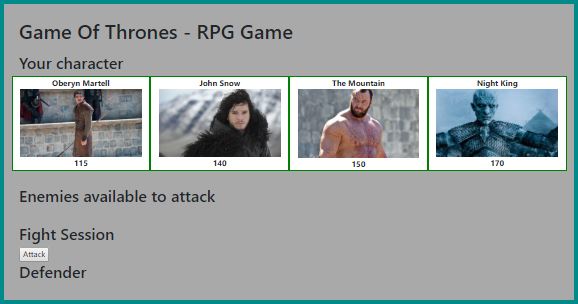 Game Of Thrones - RPG Game
Your character
Oberyn Martell
115
John Snow
140
The Mountain
150
Night King
170
Enemies available to attack
Fight Session
Attack
Defender